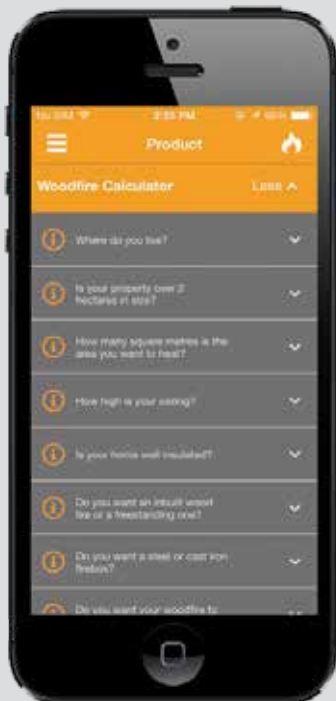 No SIM
2:33 PM
Product
Woodfire Calculator
Less
Where do you live?
Is your property over 2
hectares in size?
How many square metres is the
area you want to heat?
How high is your ceiling?
Is your home well insulated?
Do you want an inbuilt wood
fire or a freestanding one?
Do you want a steel or cast iron
firebox?
Do you want your woodfire to